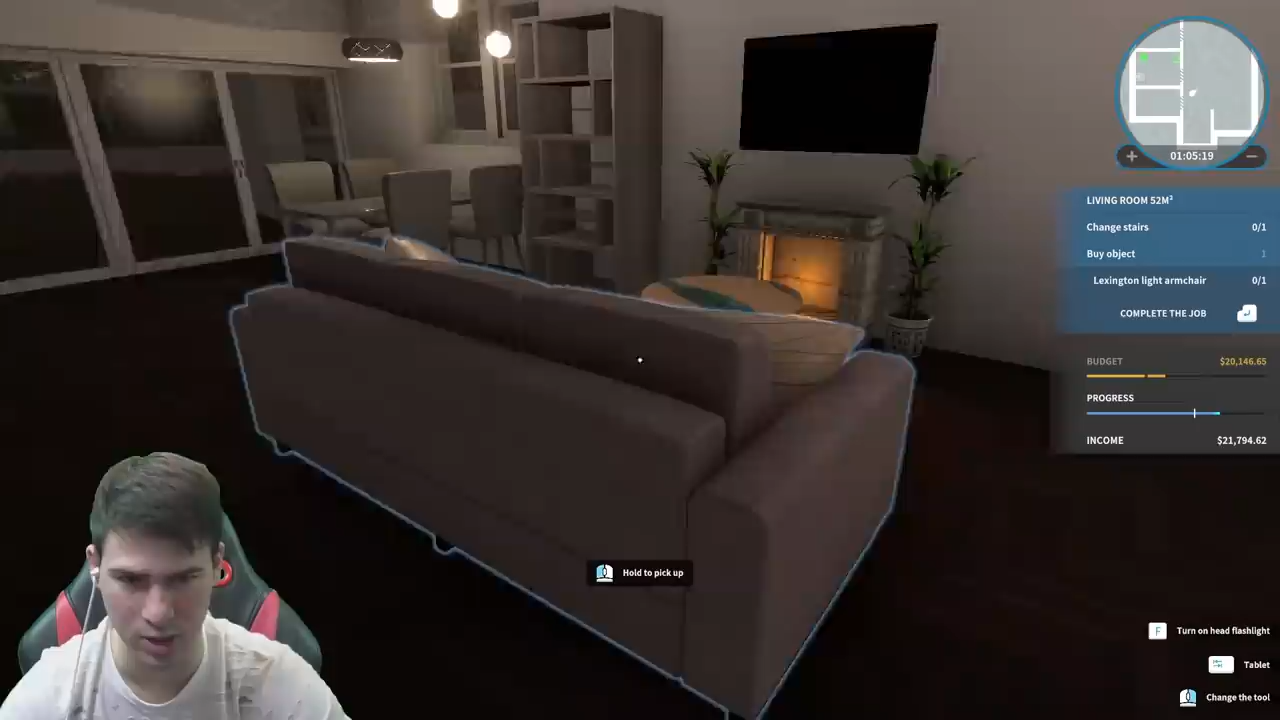 01:05:19
LIVING ROOM 52M²
Change stairs 0/1
Buy object 1
Lexington light armchair 0/1
COMPLETE THE JOB
BUDGET $20,146.65
PROGRESS
INCOME $21,794.62
Hold to pick up
F Turn on head flashlight
Tablet
Change the tool